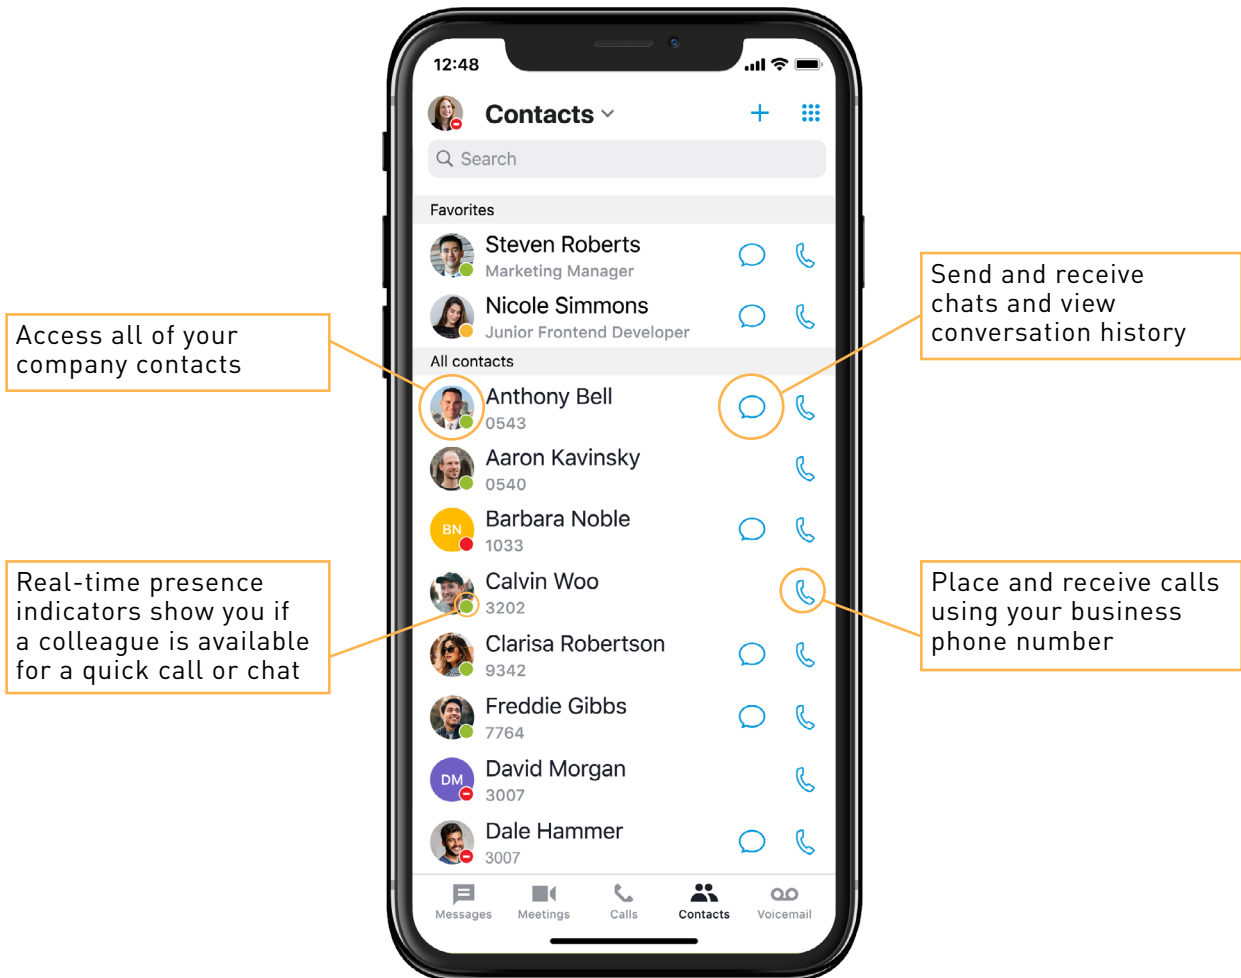 12:48
Contacts
Search
Favorites
Steven Roberts
Marketing Manager
Nicole Simmons
Junior Frontend Developer
All contacts
Anthony Bell
0543
Aaron Kavinsky
0540
BN
Barbara Noble
1033
Calvin Woo
3202
Clarisa Robertson
9342
Freddie Gibbs
7764
DM
David Morgan
3007
Dale Hammer
3007
Messages
Meetings
Calls
Contacts
Voicemail
Access all of your
company contacts
Real-time presence
indicators show you if
a colleague is available
for a quick call or chat
Send and receive
chats and view
conversation history
Place and receive calls
using your business
phone number